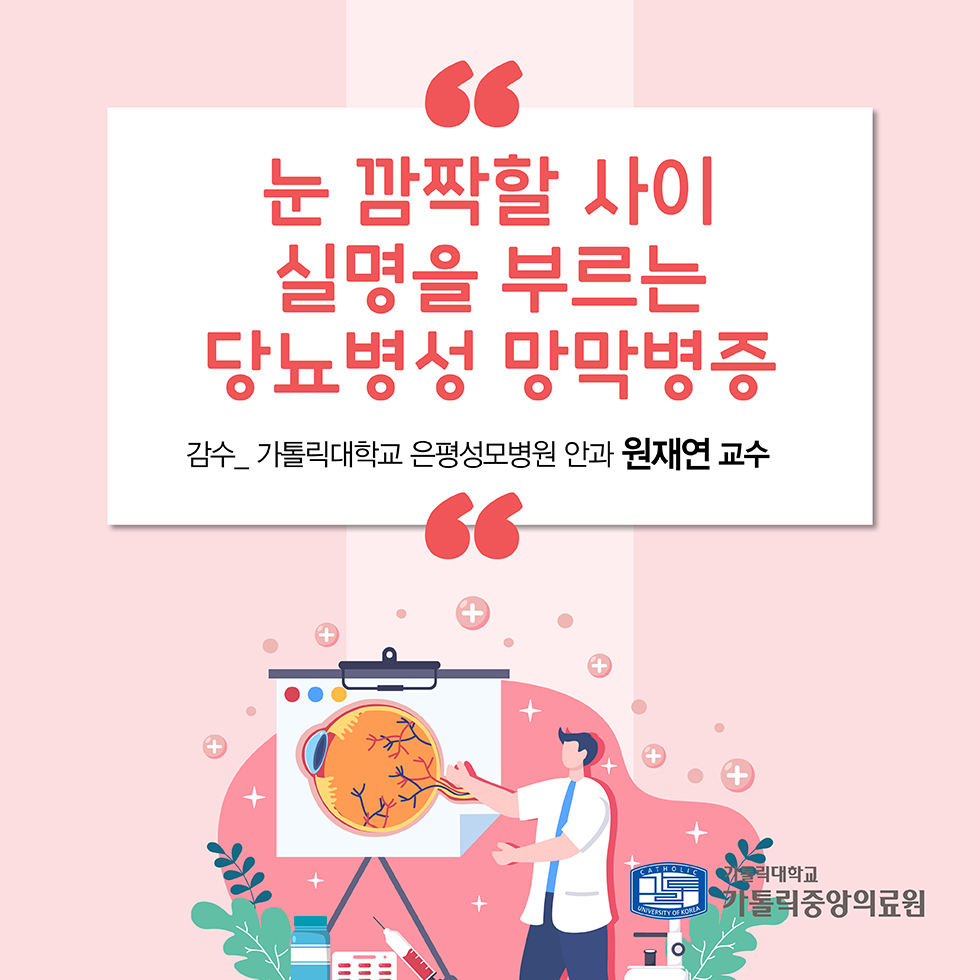 “
눈 깜짝할 사이
실명을 부르는
당뇨병성 망막병증
감수_ 가톨릭대학교 은평성모병원 안과 원재연 교수
“
CATHOLIC
UNIVERSITY OF KOREA
가톨릭대학교
가톨릭중앙의료원